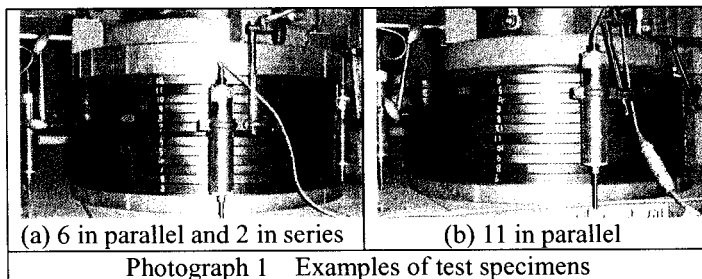 (a) 6 in parallel and 2 in series
(b) 11 in parallel
Photograph 1 Examples of test specimens